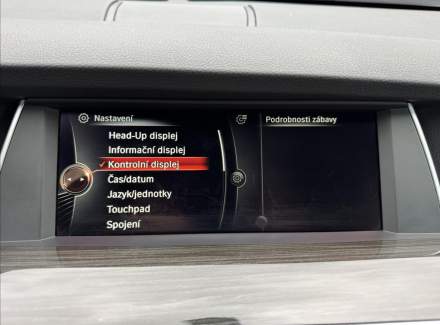 Nastavení
Head-Up displej
Informační displej
Kontrolní displej
Čas/datum
Jazyk/jednotky
Touchpad
Spojení
Podrobnosti zábavy